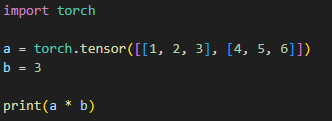 import torch
a = torch.tensor([[1, 2, 3], [4, 5, 6]])
b = 3
print(a * b)